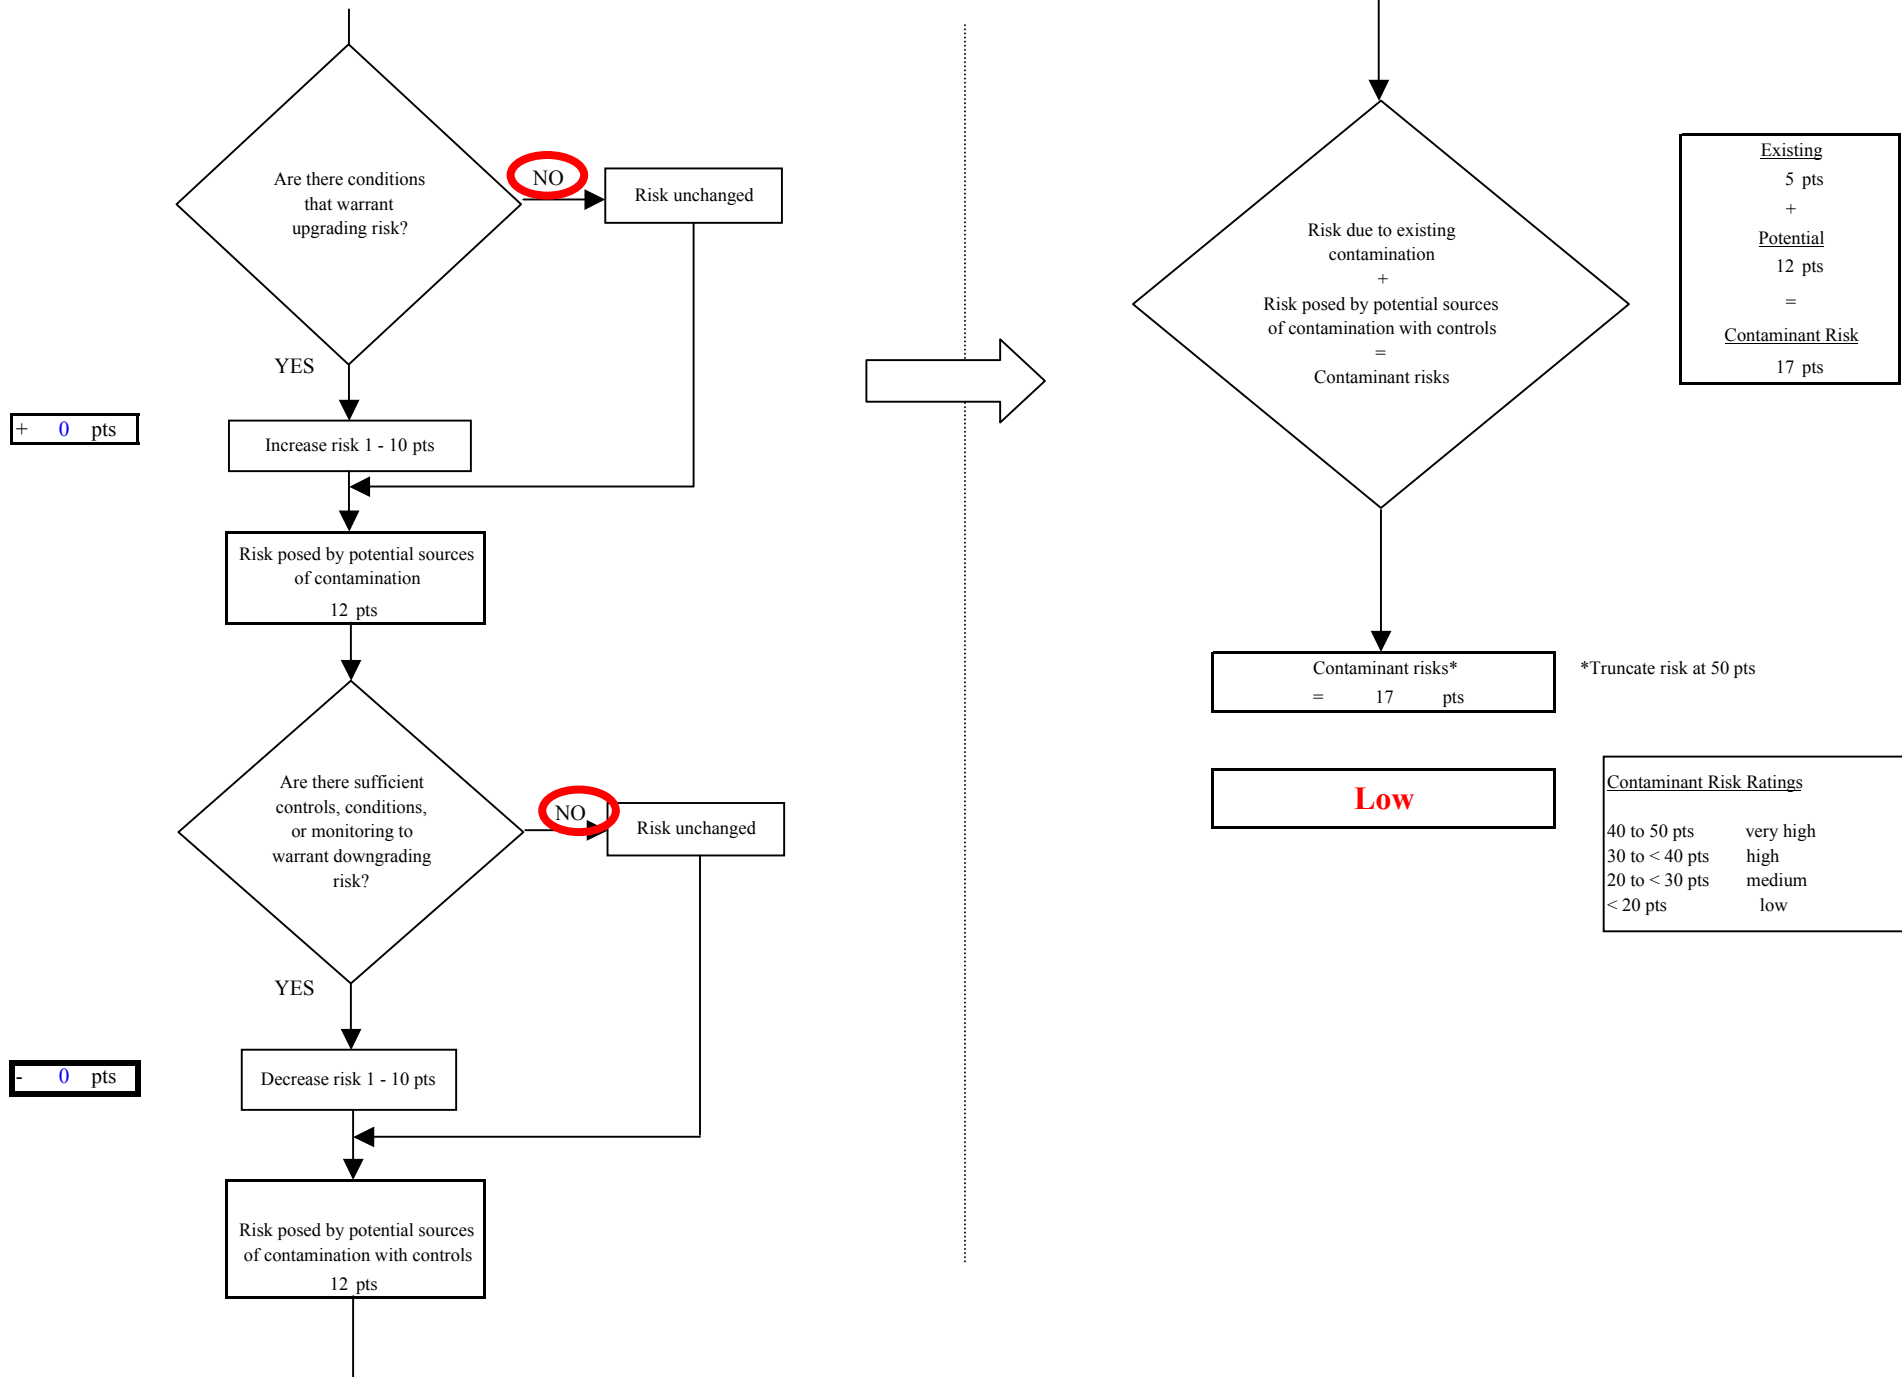 Are there conditions
that warrant
upgrading risk?
NO
Risk unchanged
YES
+ 0 pts
Increase risk 1 - 10 pts
Risk posed by potential sources
of contamination
12 pts
Are there sufficient
controls, conditions,
or monitoring to
warrant downgrading
risk?
NO
Risk unchanged
YES
- 0 pts
Decrease risk 1 - 10 pts
Risk posed by potential sources
of contamination with controls
12 pts
Risk due to existing
contamination
+
Risk posed by potential sources
of contamination with controls
=
Contaminant risks
Existing
5 pts
+
Potential
12 pts
=
Contaminant Risk
17 pts
Contaminant risks*
= 17 pts
*Truncate risk at 50 pts
Low
Contaminant Risk Ratings
40 to 50 pts very high
30 to < 40 pts high
20 to < 30 pts medium
< 20 pts low